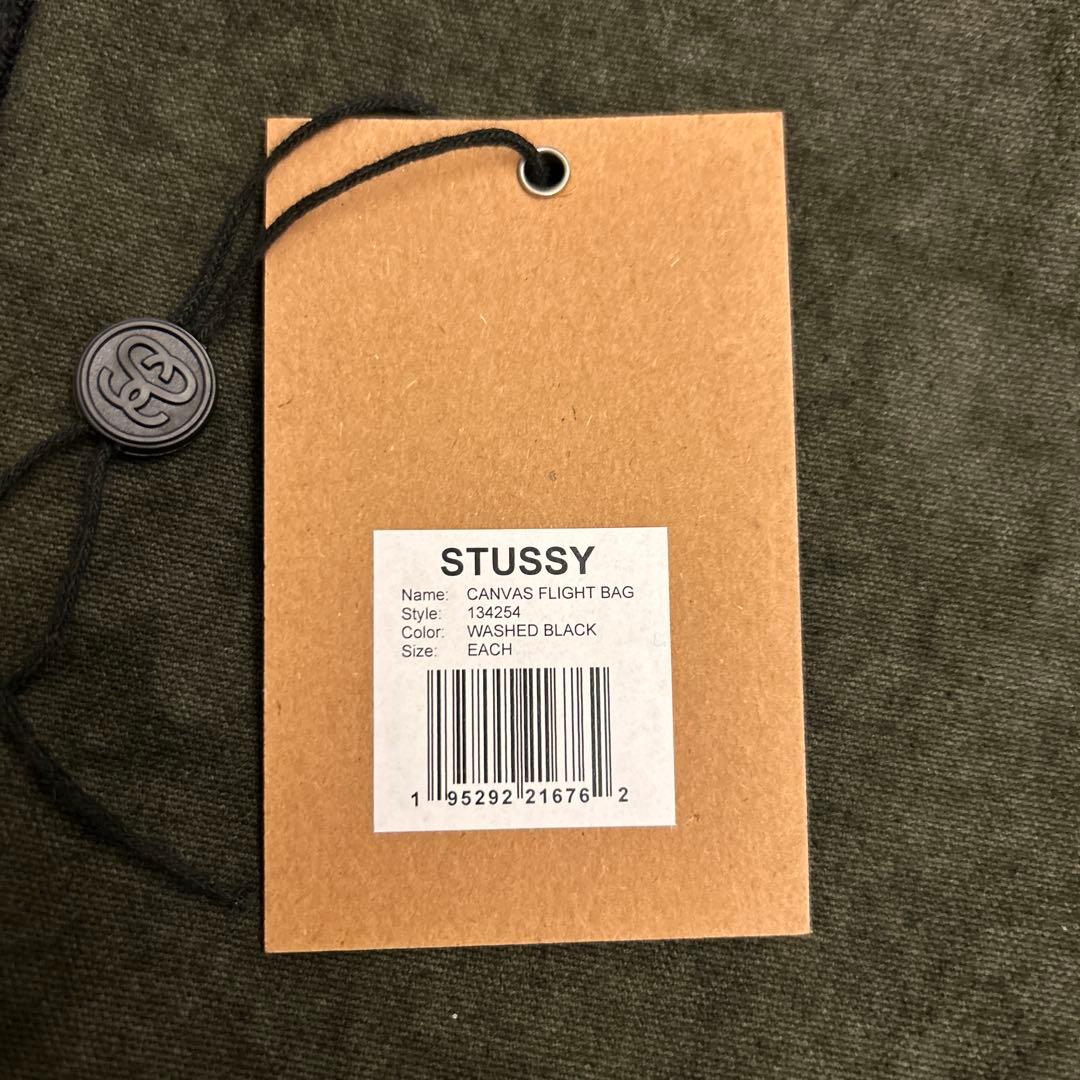 STUSSY
Name: CANVAS FLIGHT BAG
Style: 134254
Color: WASHED BLACK
Size: EACH
1 95292 21676 2